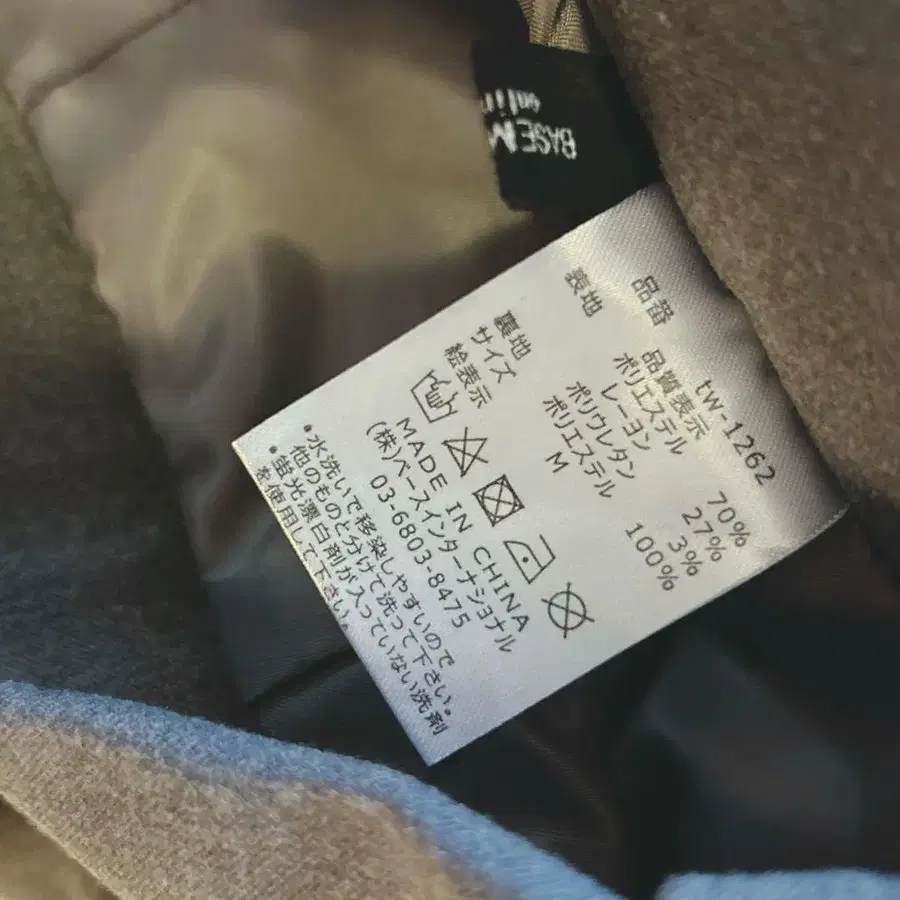 BASEM
onlin
品番 tw-1262
品質表示
表地 ポリエステル 70%
レーヨン 27%
ポリウレタン 3%
裏地 ポリエステル 100%
サイズ M
絵表示
MADE IN CHINA
(株)ベースインターナショナル
03-6803-8475
・水洗いで移染しやすいので
他のものと分けて洗って下さい。
・蛍光漂白剤が入っていない洗剤
を使用して下さい。